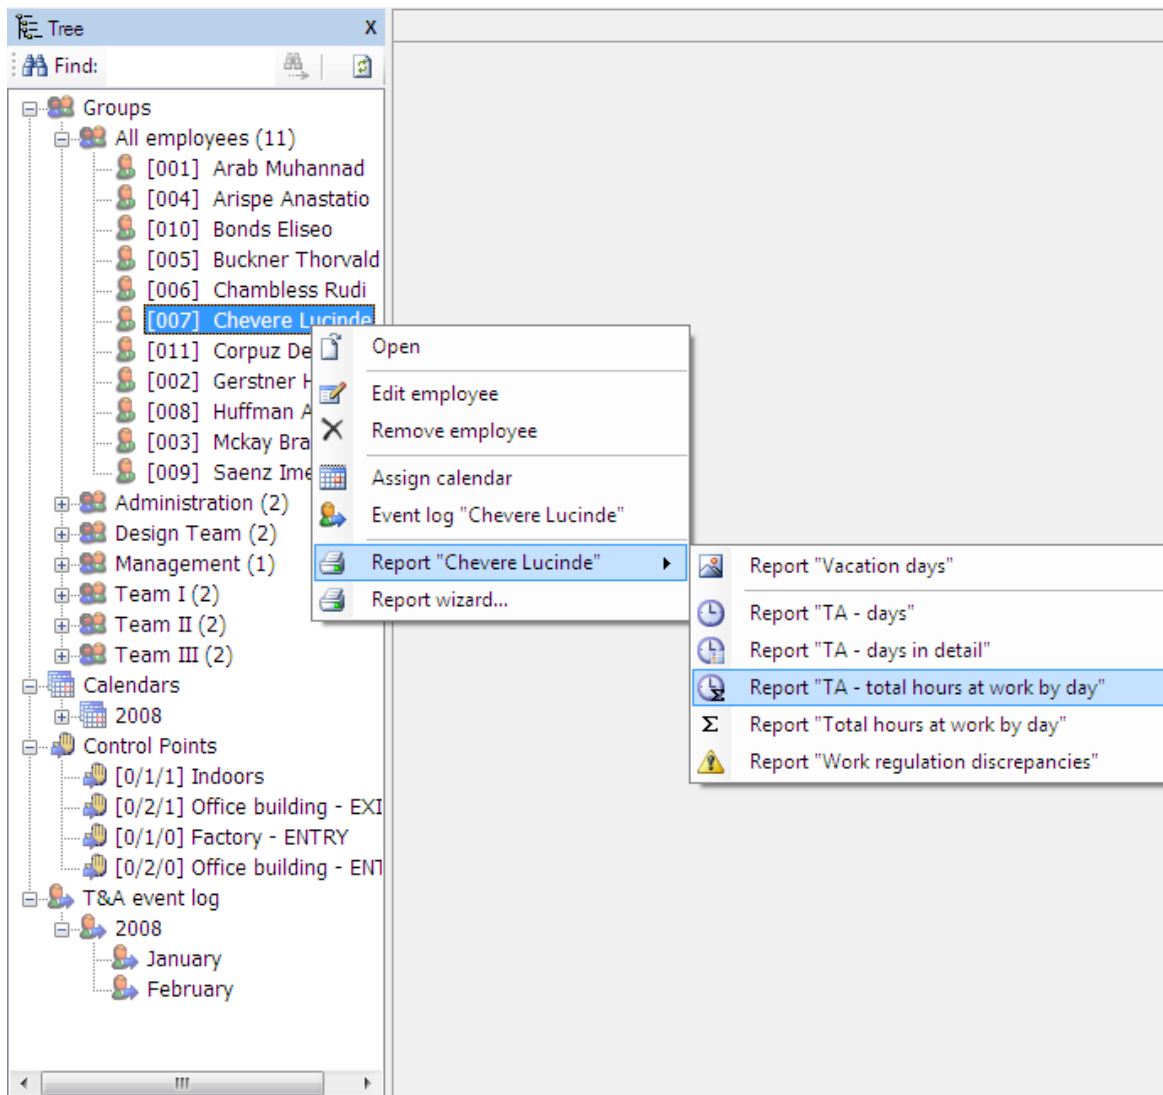 Tree X
Find:
Groups
All employees (11)
[001] Arab Muhannad
[004] Arispe Anastatio
[010] Bonds Eliseo
[005] Buckner Thorvald
[006] Chambless Rudi
[007] Chevere Lucinde
[011] Corpuz De
[002] Gerstner H
[008] Huffman A
[003] Mckay Bra
[009] Saenz Ime
Administration (2)
Design Team (2)
Management (1)
Team I (2)
Team II (2)
Team III (2)
Calendars
2008
Control Points
[0/1/1] Indoors
[0/2/1] Office building - EXI
[0/1/0] Factory - ENTRY
[0/2/0] Office building - ENT
T&A event log
2008
January
February
Open
Edit employee
Remove employee
Assign calendar
Event log "Chevere Lucinde"
Report "Chevere Lucinde"
Report wizard...
Report "Vacation days"
Report "TA - days"
Report "TA - days in detail"
Report "TA - total hours at work by day"
Σ Report "Total hours at work by day"
Report "Work regulation discrepancies"